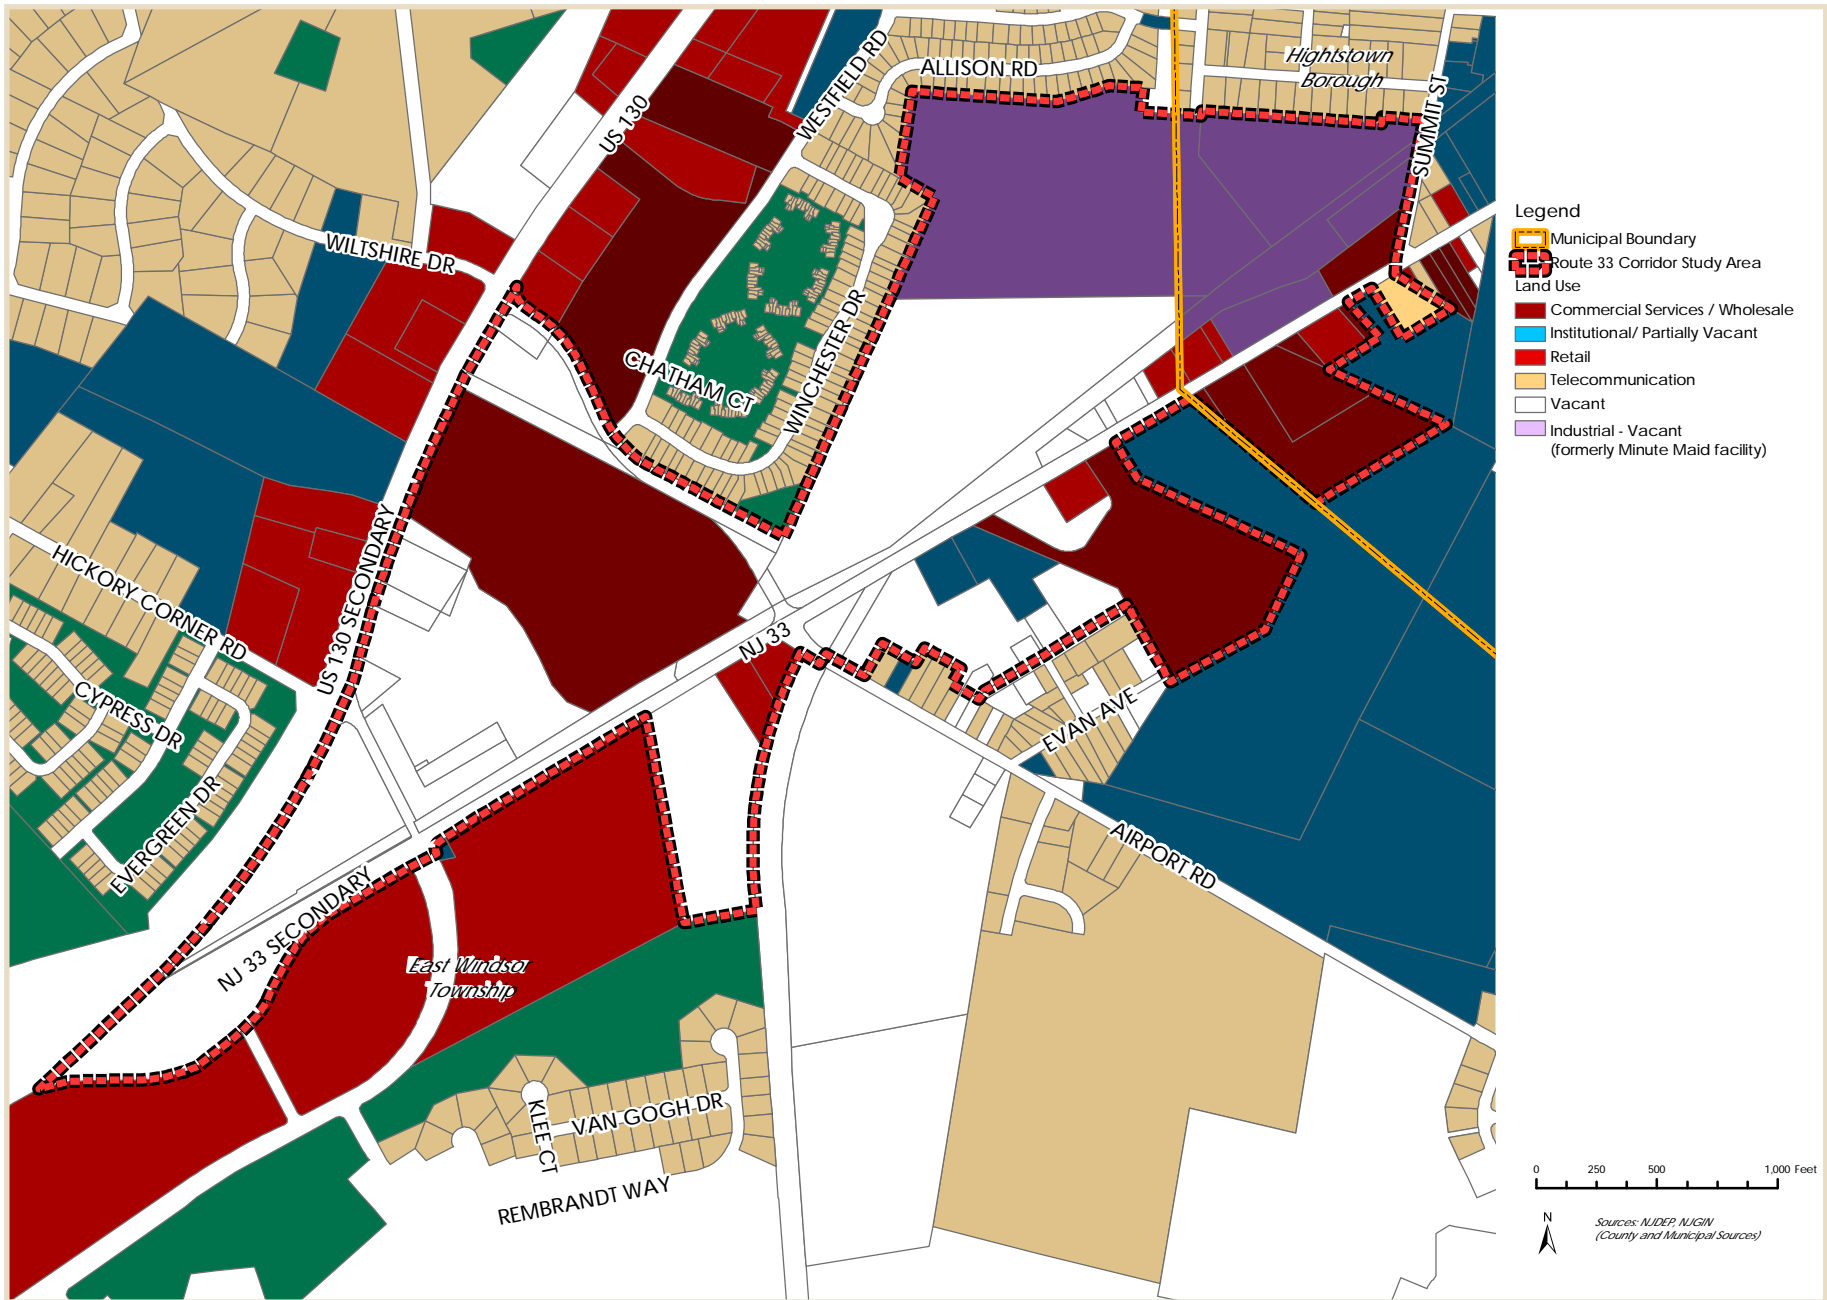 WESTFIELD RD
ALLISON RD
Hightstown
Borough
SUMMIT ST
US 130
WILTSHIRE DR
CHATHAM CT
WINCHESTER DR
US 130 SECONDARY
HICKORY CORNER RD
CYPRESS DR
EVERGREEN DR
NJ 33
EVAN AVE
AIRPORT RD
NJ 33 SECONDARY
East Windsor
Township
KLEE CT
VAN GOGH DR
REMBRANDT WAY
Legend
Municipal Boundary
Route 33 Corridor Study Area
Land Use
Commercial Services / Wholesale
Institutional/ Partially Vacant
Retail
Telecommunication
Vacant
Industrial - Vacant
(formerly Minute Maid facility)
0 250 500 1,000 Feet
N
Sources: NJDEP, NJGIN
(County and Municipal Sources)